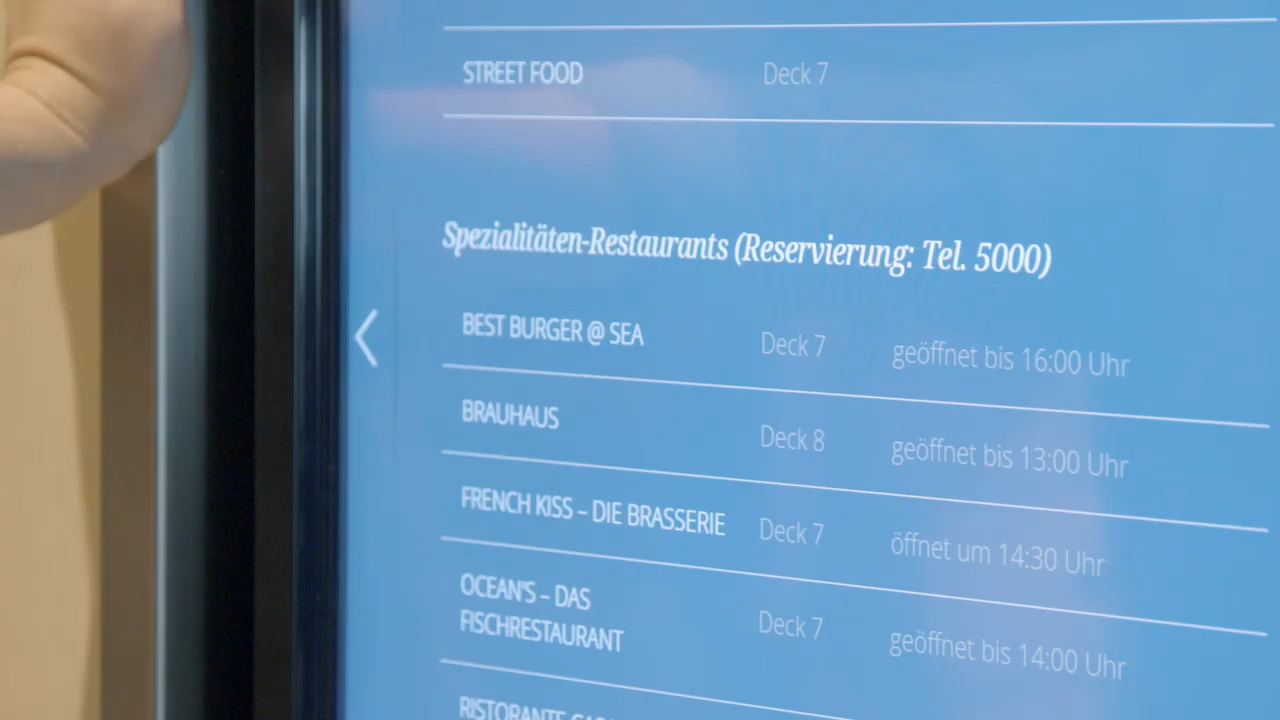 STREET FOOD Deck 7
Spezialitäten-Restaurants (Reservierung: Tel. 5000)
BEST BURGER @ SEA Deck 7 geöffnet bis 16:00 Uhr
BRAUHAUS Deck 8 geöffnet bis 13:00 Uhr
FRENCH KISS – DIE BRASSERIE Deck 7 öffnet um 14:30 Uhr
OCEAN'S – DAS
FISCHRESTAURANT Deck 7 geöffnet bis 14:00 Uhr
RISTORANTE